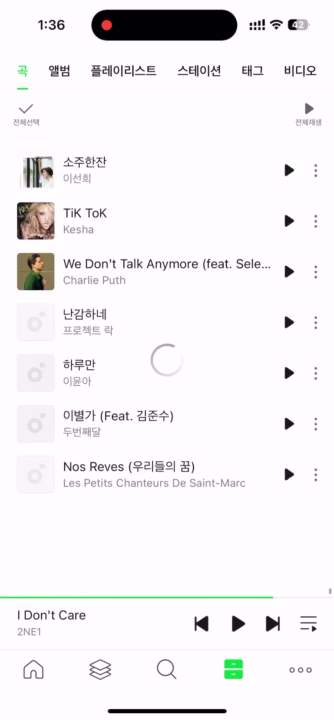 1:36
42
곡 앨범 플레이리스트 스테이션 태그 비디오
전체선택
전체재생
소주한잔
이선희
TiK ToK
Kesha
We Don't Talk Anymore (feat. Sele...
Charlie Puth
난감하네
프로젝트 락
하루만
이윤아
이별가 (Feat. 김준수)
두번째달
Nos Reves (우리들의 꿈)
Les Petits Chanteurs De Saint-Marc
I Don't Care
2NE1